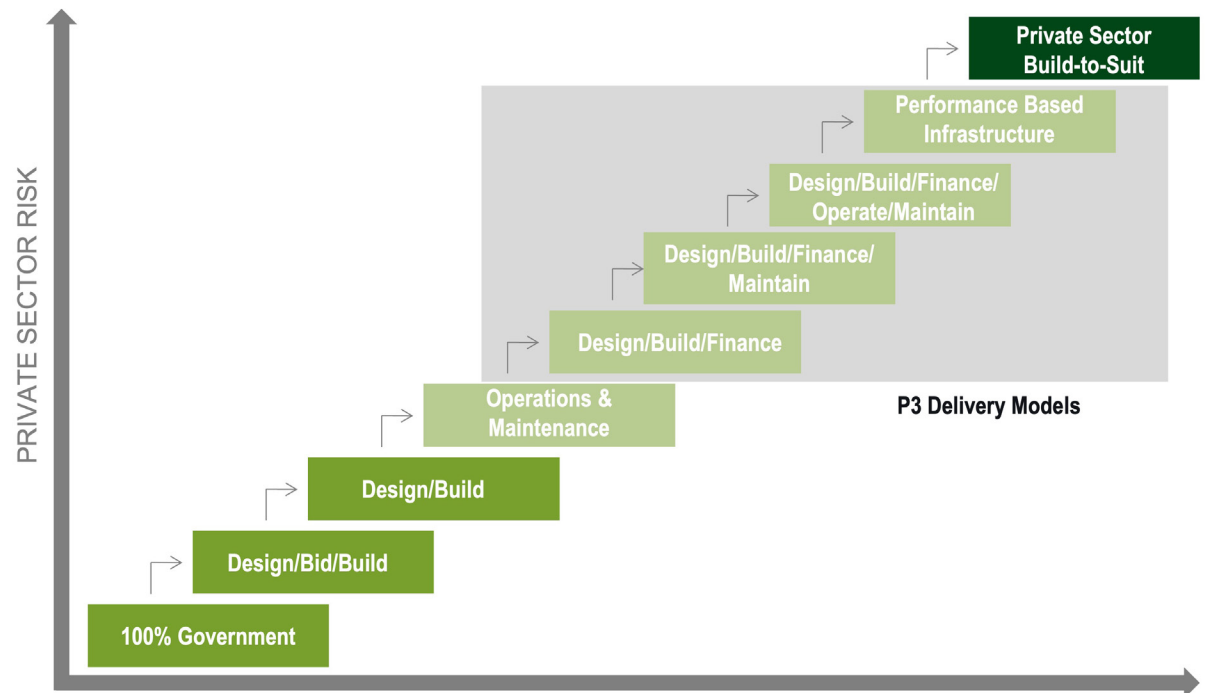 Private Sector
Build-to-Suit
Performance Based
Infrastructure
Design/Build/Finance/
Operate/Maintain
Design/Build/Finance/
Maintain
Design/Build/Finance
Operations &
Maintenance
P3 Delivery Models
Design/Build
Design/Bid/Build
100% Government
PRIVATE SECTOR RISK